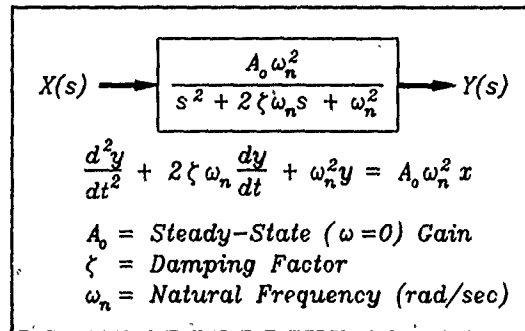 X(s) → A₀ωₙ² / (s² + 2ζωₙs + ωₙ²) → Y(s)
d²y/dt² + 2ζωₙ dy/dt + ωₙ²y = A₀ωₙ²x
A₀ = Steady-State (ω=0) Gain
ζ = Damping Factor
ωₙ = Natural Frequency (rad/sec)